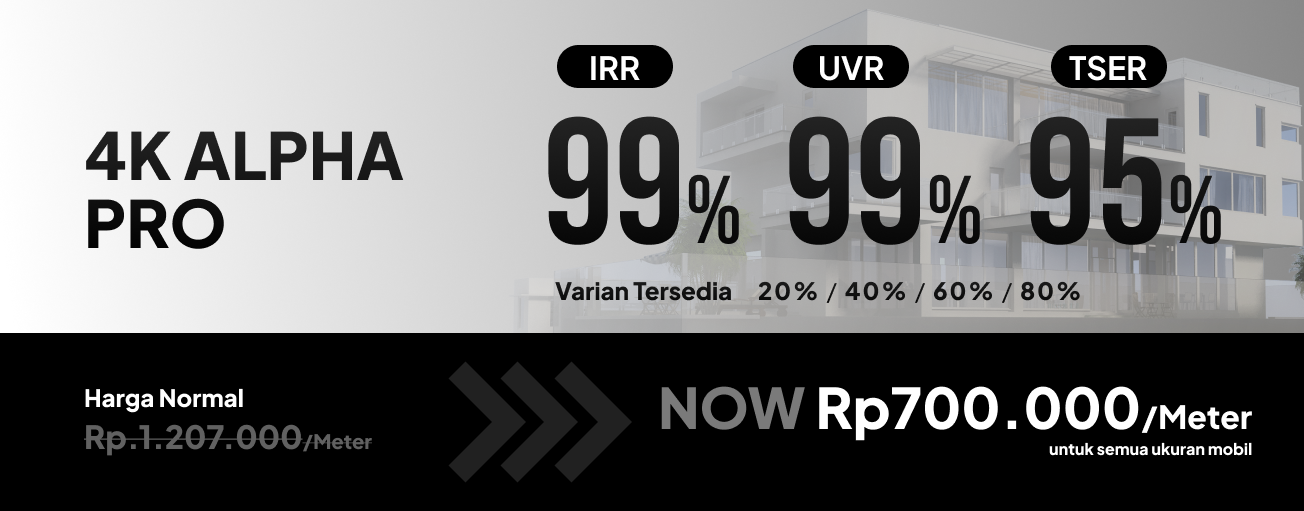 IRR UVR TSER
4K ALPHA
PRO
99% 99% 95%
Varian Tersedia 20% / 40% / 60% / 80%
Harga Normal
Rp.1.207.000/Meter
NOW Rp700.000/Meter
untuk semua ukuran mobil